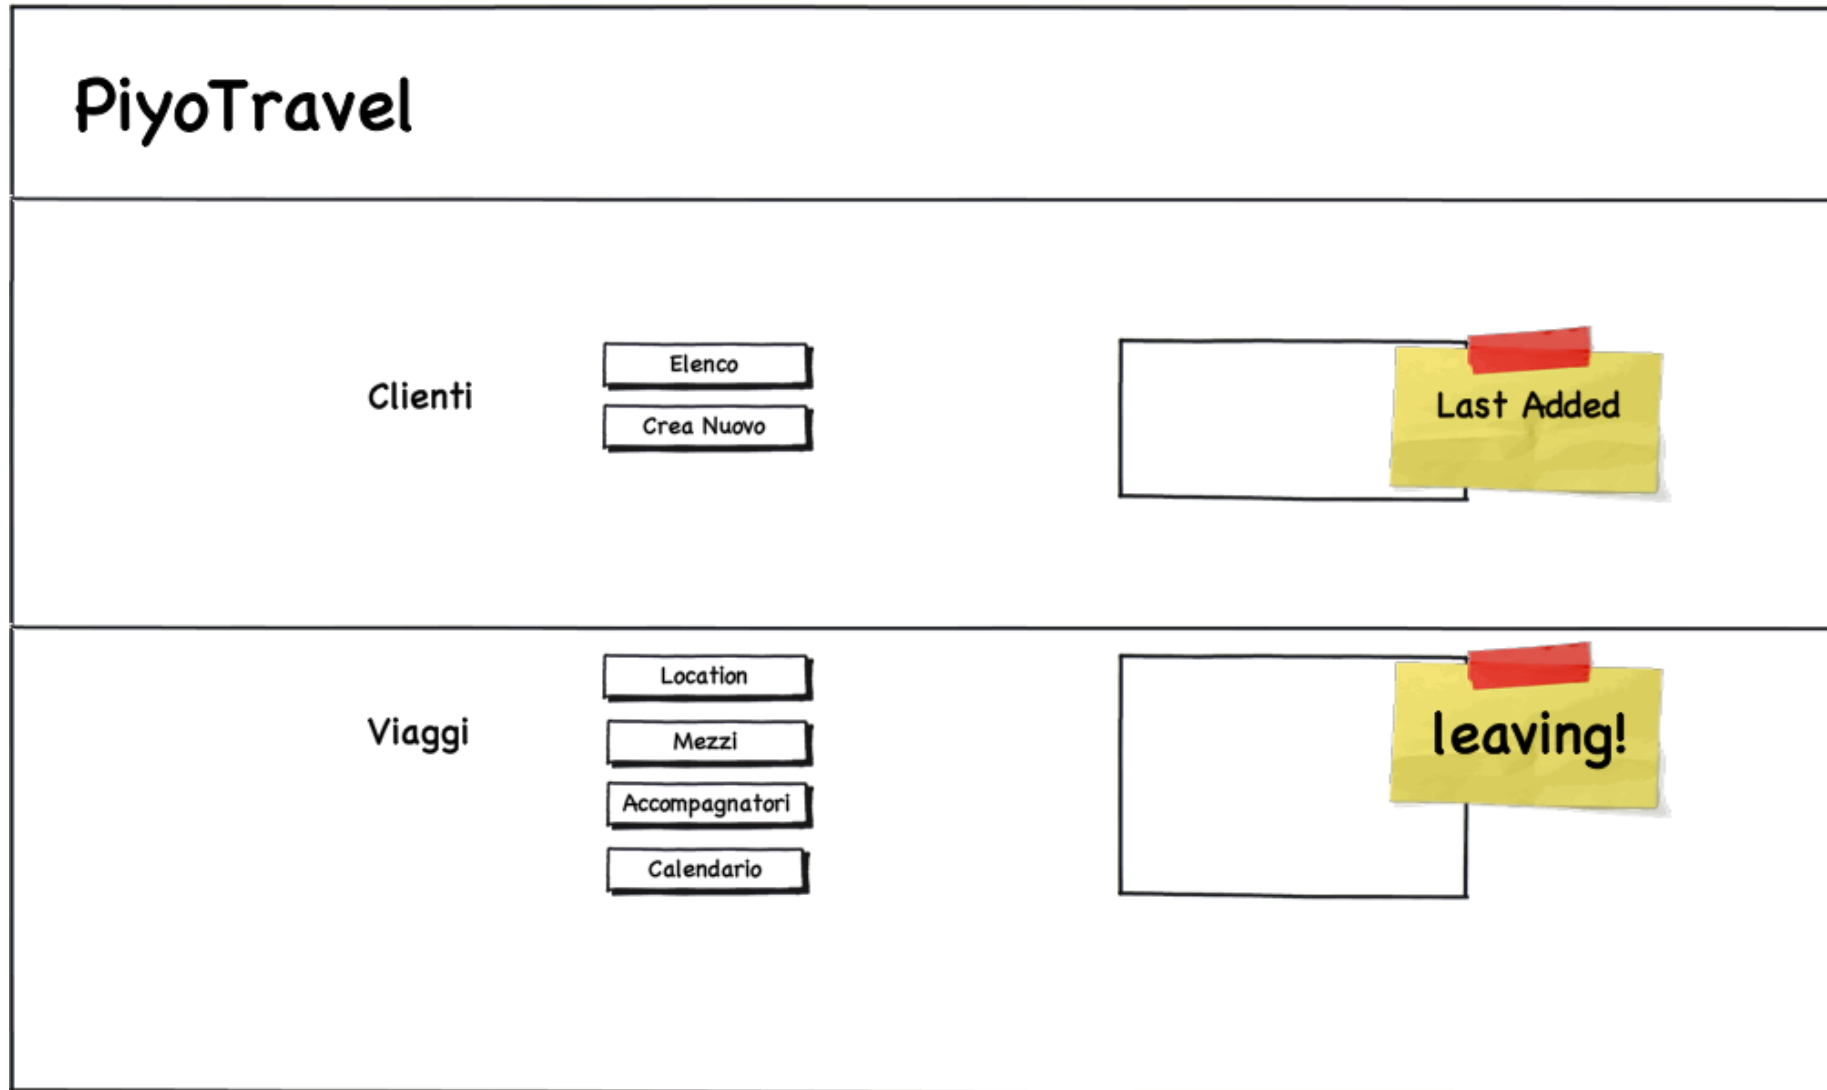 PiyoTravel
Clienti
Elenco
Crea Nuovo
Last Added
Viaggi
Location
Mezzi
Accompagnatori
Calendario
leaving!